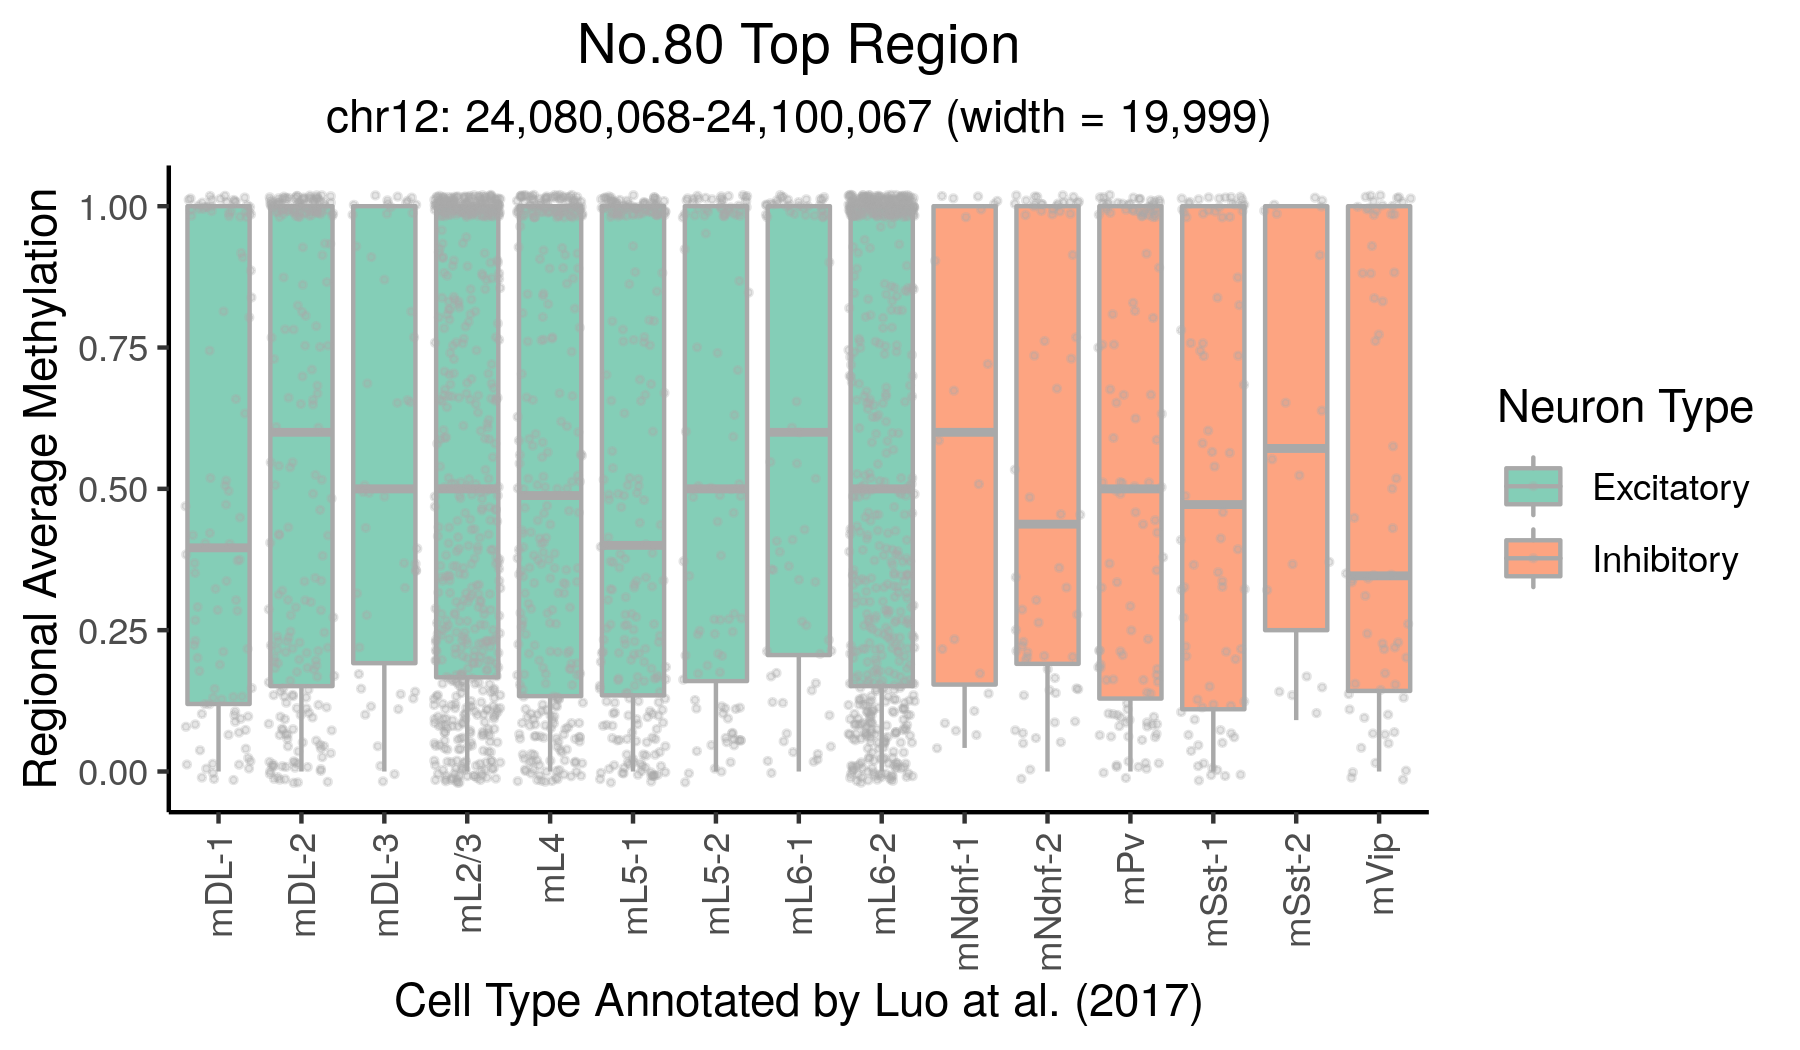 No.80 Top Region
chr12: 24,080,068-24,100,067 (width = 19,999)
Regional Average Methylation
1.00
0.75
0.50
0.25
0.00
mDL-1
mDL-2
mDL-3
mL2/3
mL4
mL5-1
mL5-2
mL6-1
mL6-2
mNdnf-1
mNdnf-2
mPv
mSst-1
mSst-2
mVip
Cell Type Annotated by Luo at al. (2017)
Neuron Type
Excitatory
Inhibitory